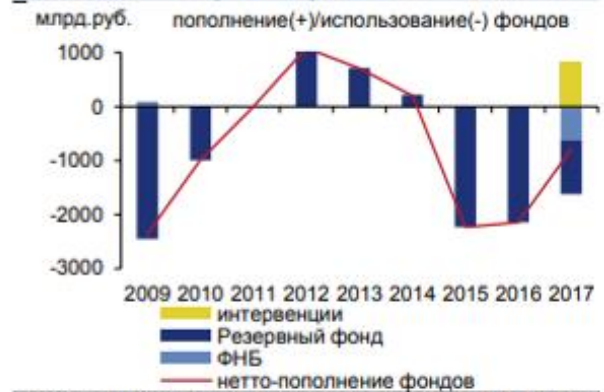 млрд.руб. пополнение(+)/использование(-) фондов
1000
0
-1000
-2000
-3000
2009 2010 2011 2012 2013 2014 2015 2016 2017
интервенции
Резервный фонд
ФНБ
нетто-пополнение фондов